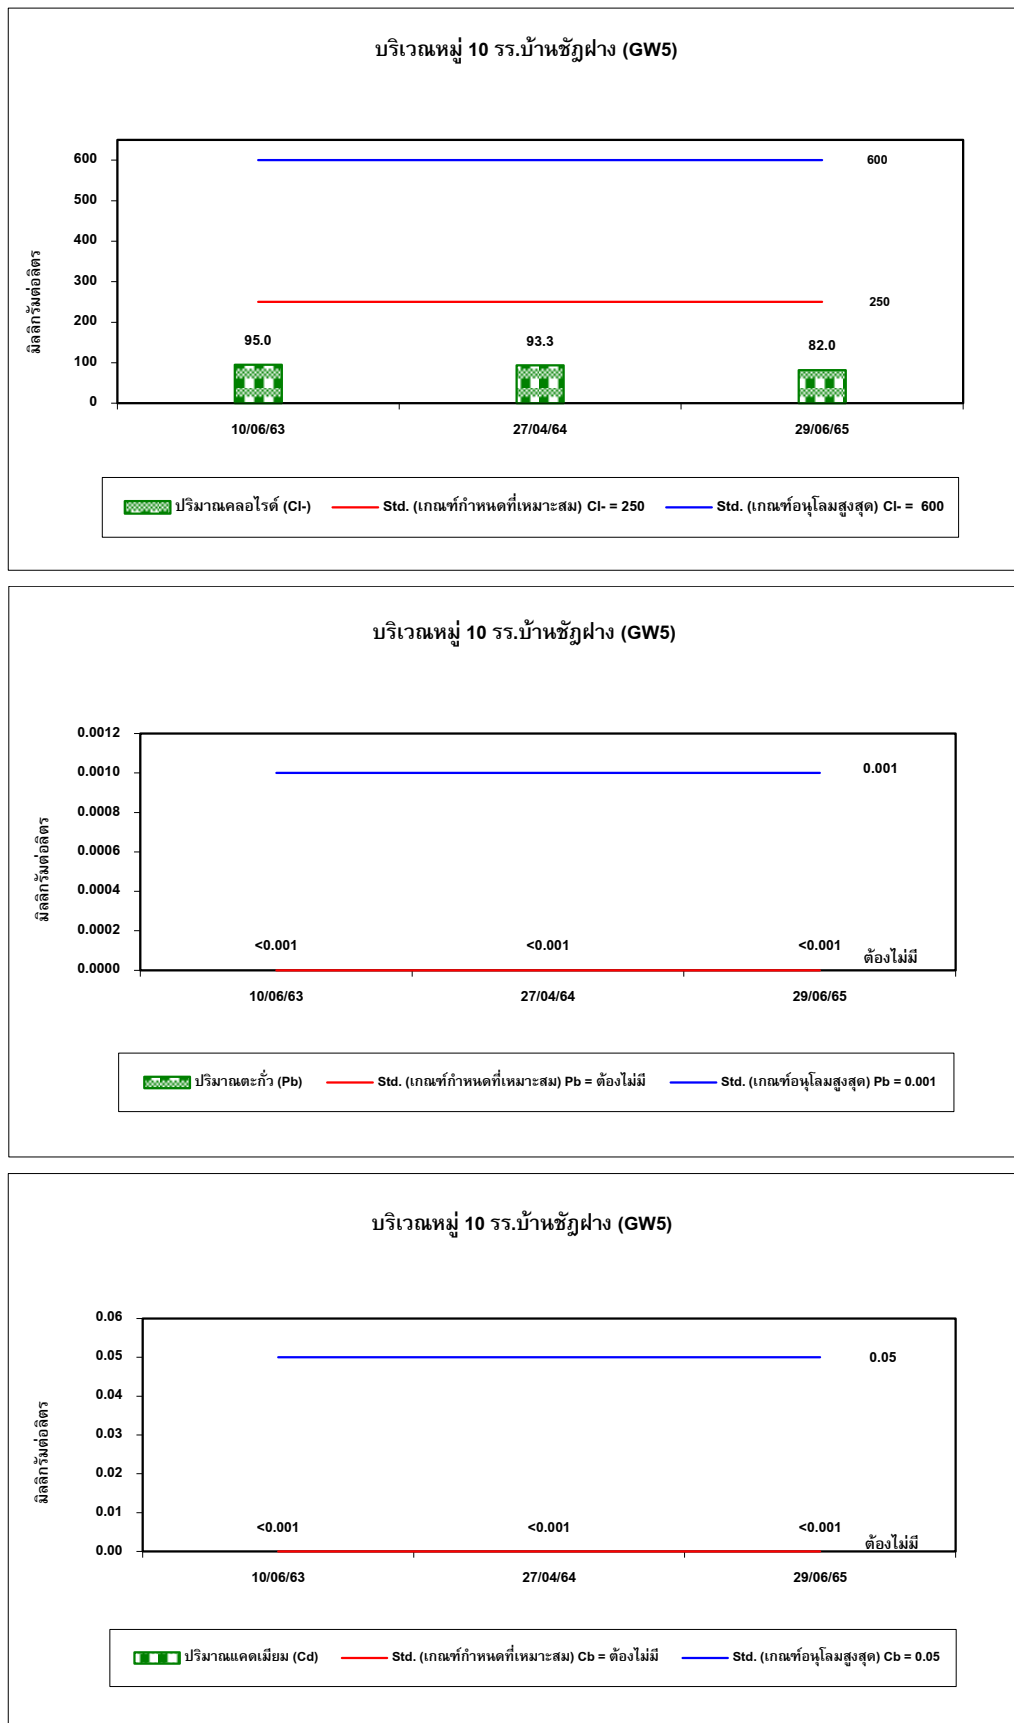 บริเวณหมู่ 10 รร.บ้านชัฎฝาง (GW5)
มิลลิกรัมต่อลิตร
600
500
400
300
200
100
0
600
250
95.0
93.3
82.0
10/06/63
27/04/64
29/06/65
ปริมาณคลอไรด์ (Cl-)
Std. (เกณฑ์กำหนดที่เหมาะสม) Cl- = 250
Std. (เกณฑ์อนุโลมสูงสุด) Cl- = 600
บริเวณหมู่ 10 รร.บ้านชัฎฝาง (GW5)
มิลลิกรัมต่อลิตร
0.0012
0.0010
0.0008
0.0006
0.0004
0.0002
0.0000
0.001
<0.001
<0.001
<0.001
ต้องไม่มี
10/06/63
27/04/64
29/06/65
ปริมาณตะกั่ว (Pb)
Std. (เกณฑ์กำหนดที่เหมาะสม) Pb = ต้องไม่มี
Std. (เกณฑ์อนุโลมสูงสุด) Pb = 0.001
บริเวณหมู่ 10 รร.บ้านชัฎฝาง (GW5)
มิลลิกรัมต่อลิตร
0.06
0.05
0.04
0.03
0.02
0.01
0.00
0.05
<0.001
<0.001
<0.001
ต้องไม่มี
10/06/63
27/04/64
29/06/65
ปริมาณแคดเมียม (Cd)
Std. (เกณฑ์กำหนดที่เหมาะสม) Cb = ต้องไม่มี
Std. (เกณฑ์อนุโลมสูงสุด) Cb = 0.05